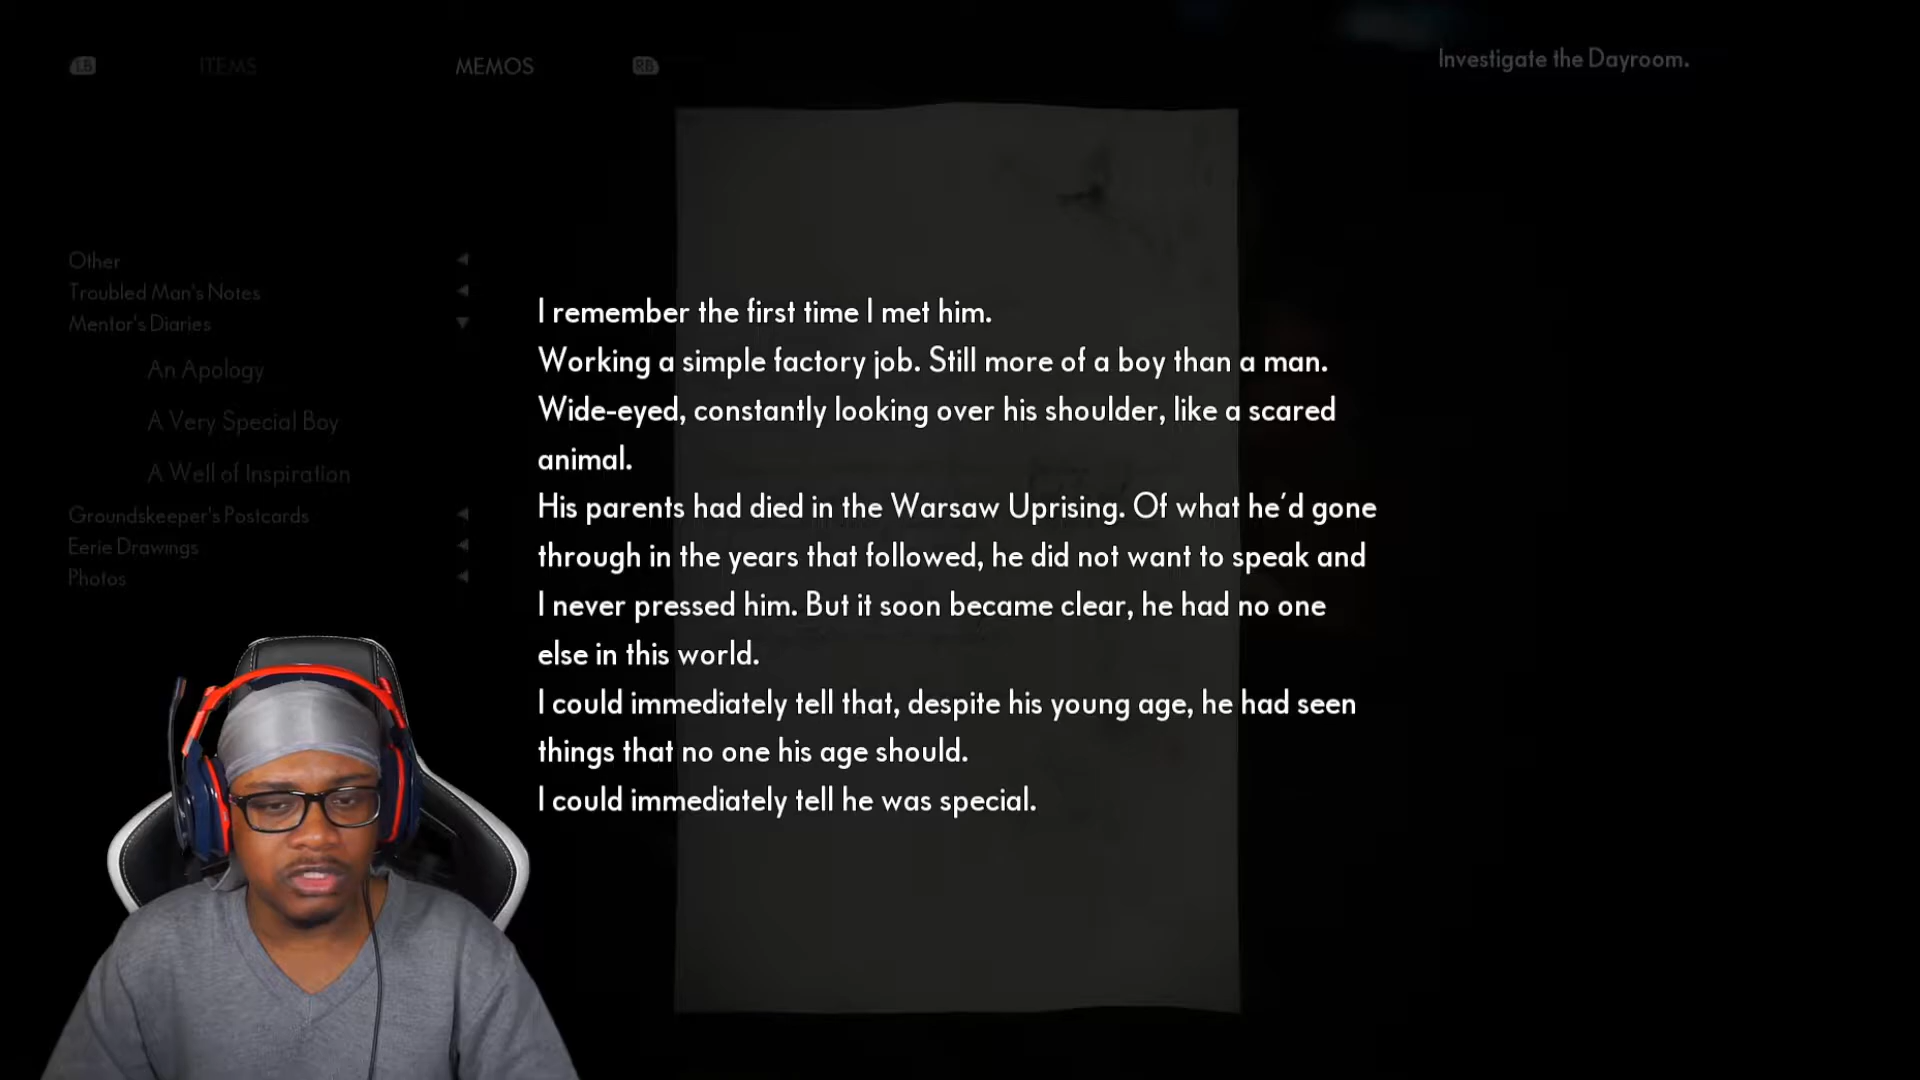 LB
ITEMS
MEMOS
RB
Investigate the Dayroom.
Other
Troubled Man's Notes
Mentor's Diaries
An Apology
A Very Special Boy
A Well of Inspiration
Groundskeeper's Postcards
Eerie Drawings
Photos
I remember the first time I met him.
Working a simple factory job. Still more of a boy than a man.
Wide-eyed, constantly looking over his shoulder, like a scared
animal.
His parents had died in the Warsaw Uprising. Of what he'd gone
through in the years that followed, he did not want to speak and
I never pressed him. But it soon became clear, he had no one
else in this world.
I could immediately tell that, despite his young age, he had seen
things that no one his age should.
I could immediately tell he was special.